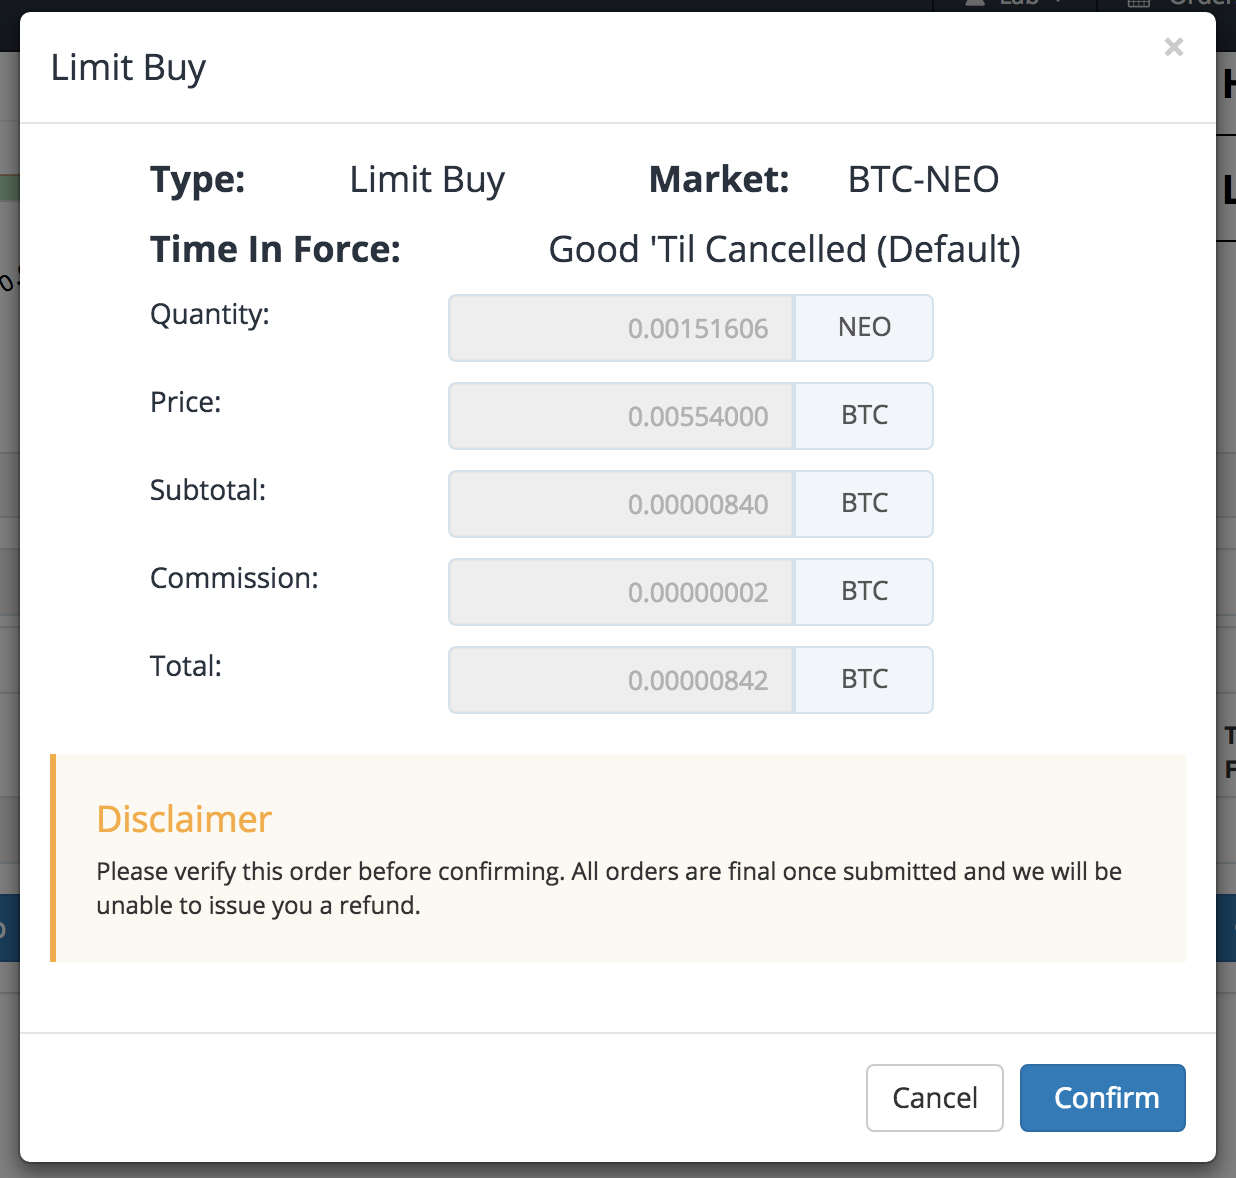 Limit Buy ×
Type: Limit Buy Market: BTC-NEO
Time In Force: Good 'Til Cancelled (Default)
Quantity: 0.00151606 NEO
Price: 0.00554000 BTC
Subtotal: 0.00000840 BTC
Commission: 0.00000002 BTC
Total: 0.00000842 BTC
Disclaimer
Please verify this order before confirming. All orders are final once submitted and we will be
unable to issue you a refund.
Cancel Confirm